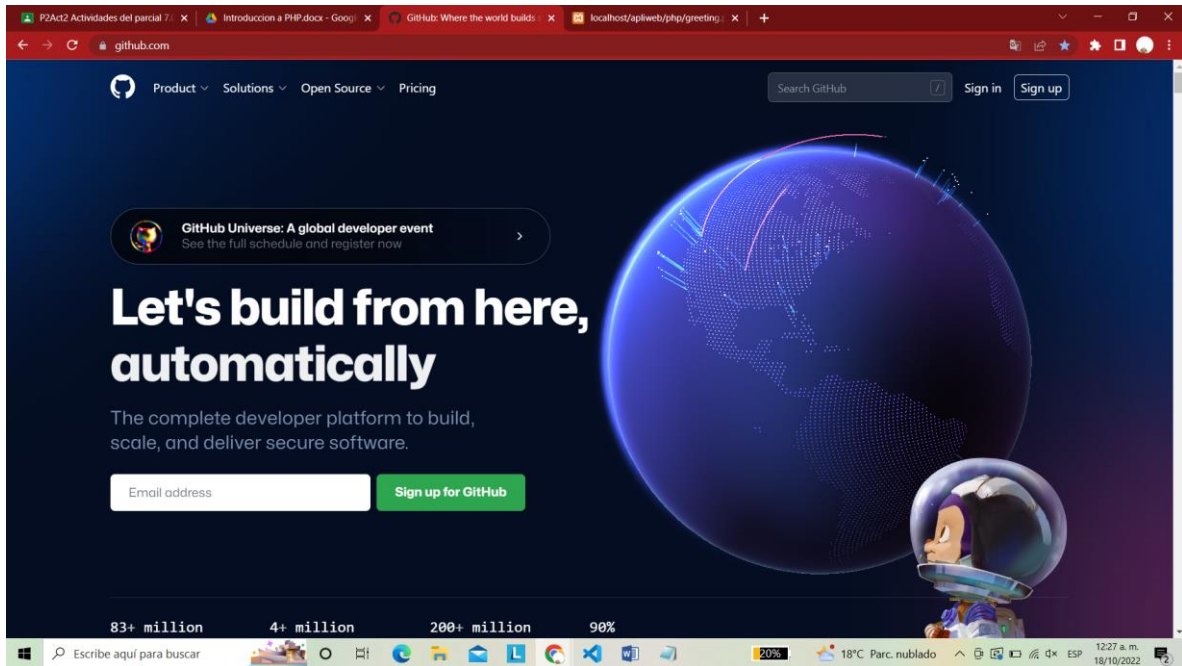 P2Act2 Actividades del parcial 7.
Introduccion a PHP.docx - Googl
GitHub: Where the world builds s
localhost/apliweb/php/greeting.p
github.com
Product
Solutions
Open Source
Pricing
Search GitHub
/
Sign in
Sign up
GitHub Universe: A global developer event
See the full schedule and register now
Let's build from here,
automatically
The complete developer platform to build,
scale, and deliver secure software.
Email address
Sign up for GitHub
83+ million
4+ million
200+ million
90%
Escribe aquí para buscar
20%
18°C Parc. nublado
ESP
12:27 a. m.
18/10/2022
2